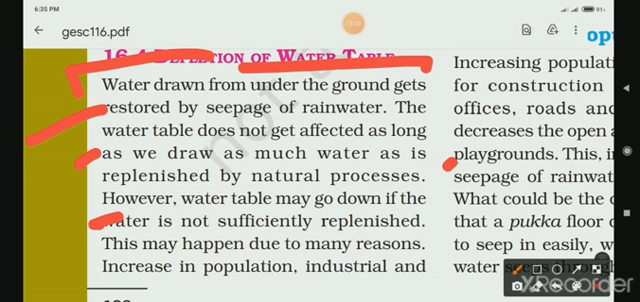 6:35 PM
91
gesc116.pdf
op
16.4 DEPLETION OF WATER TABLE
Water drawn from under the ground gets
restored by seepage of rainwater. The
water table does not get affected as long
as we draw as much water as is
replenished by natural processes.
However, water table may go down if the
water is not sufficiently replenished.
This may happen due to many reasons.
Increase in population, industrial and
Increasing populati
for construction
offices, roads and
decreases the open
playgrounds. This, i
seepage of rainwat
What could be the
that a pukka floor
to seep in easily, w
water
XRecorder